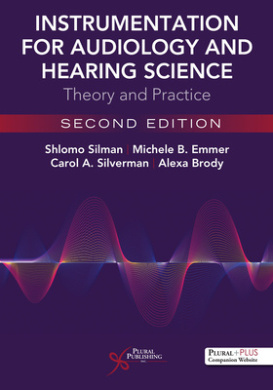 INSTRUMENTATION
FOR AUDIOLOGY AND
HEARING SCIENCE
Theory and Practice
SECOND EDITION
Shlomo Silman | Michele B. Emmer
Carol A. Silverman | Alexa Brody
PLURAL
PUBLISHING
PLURAL+PLUS
Companion Website